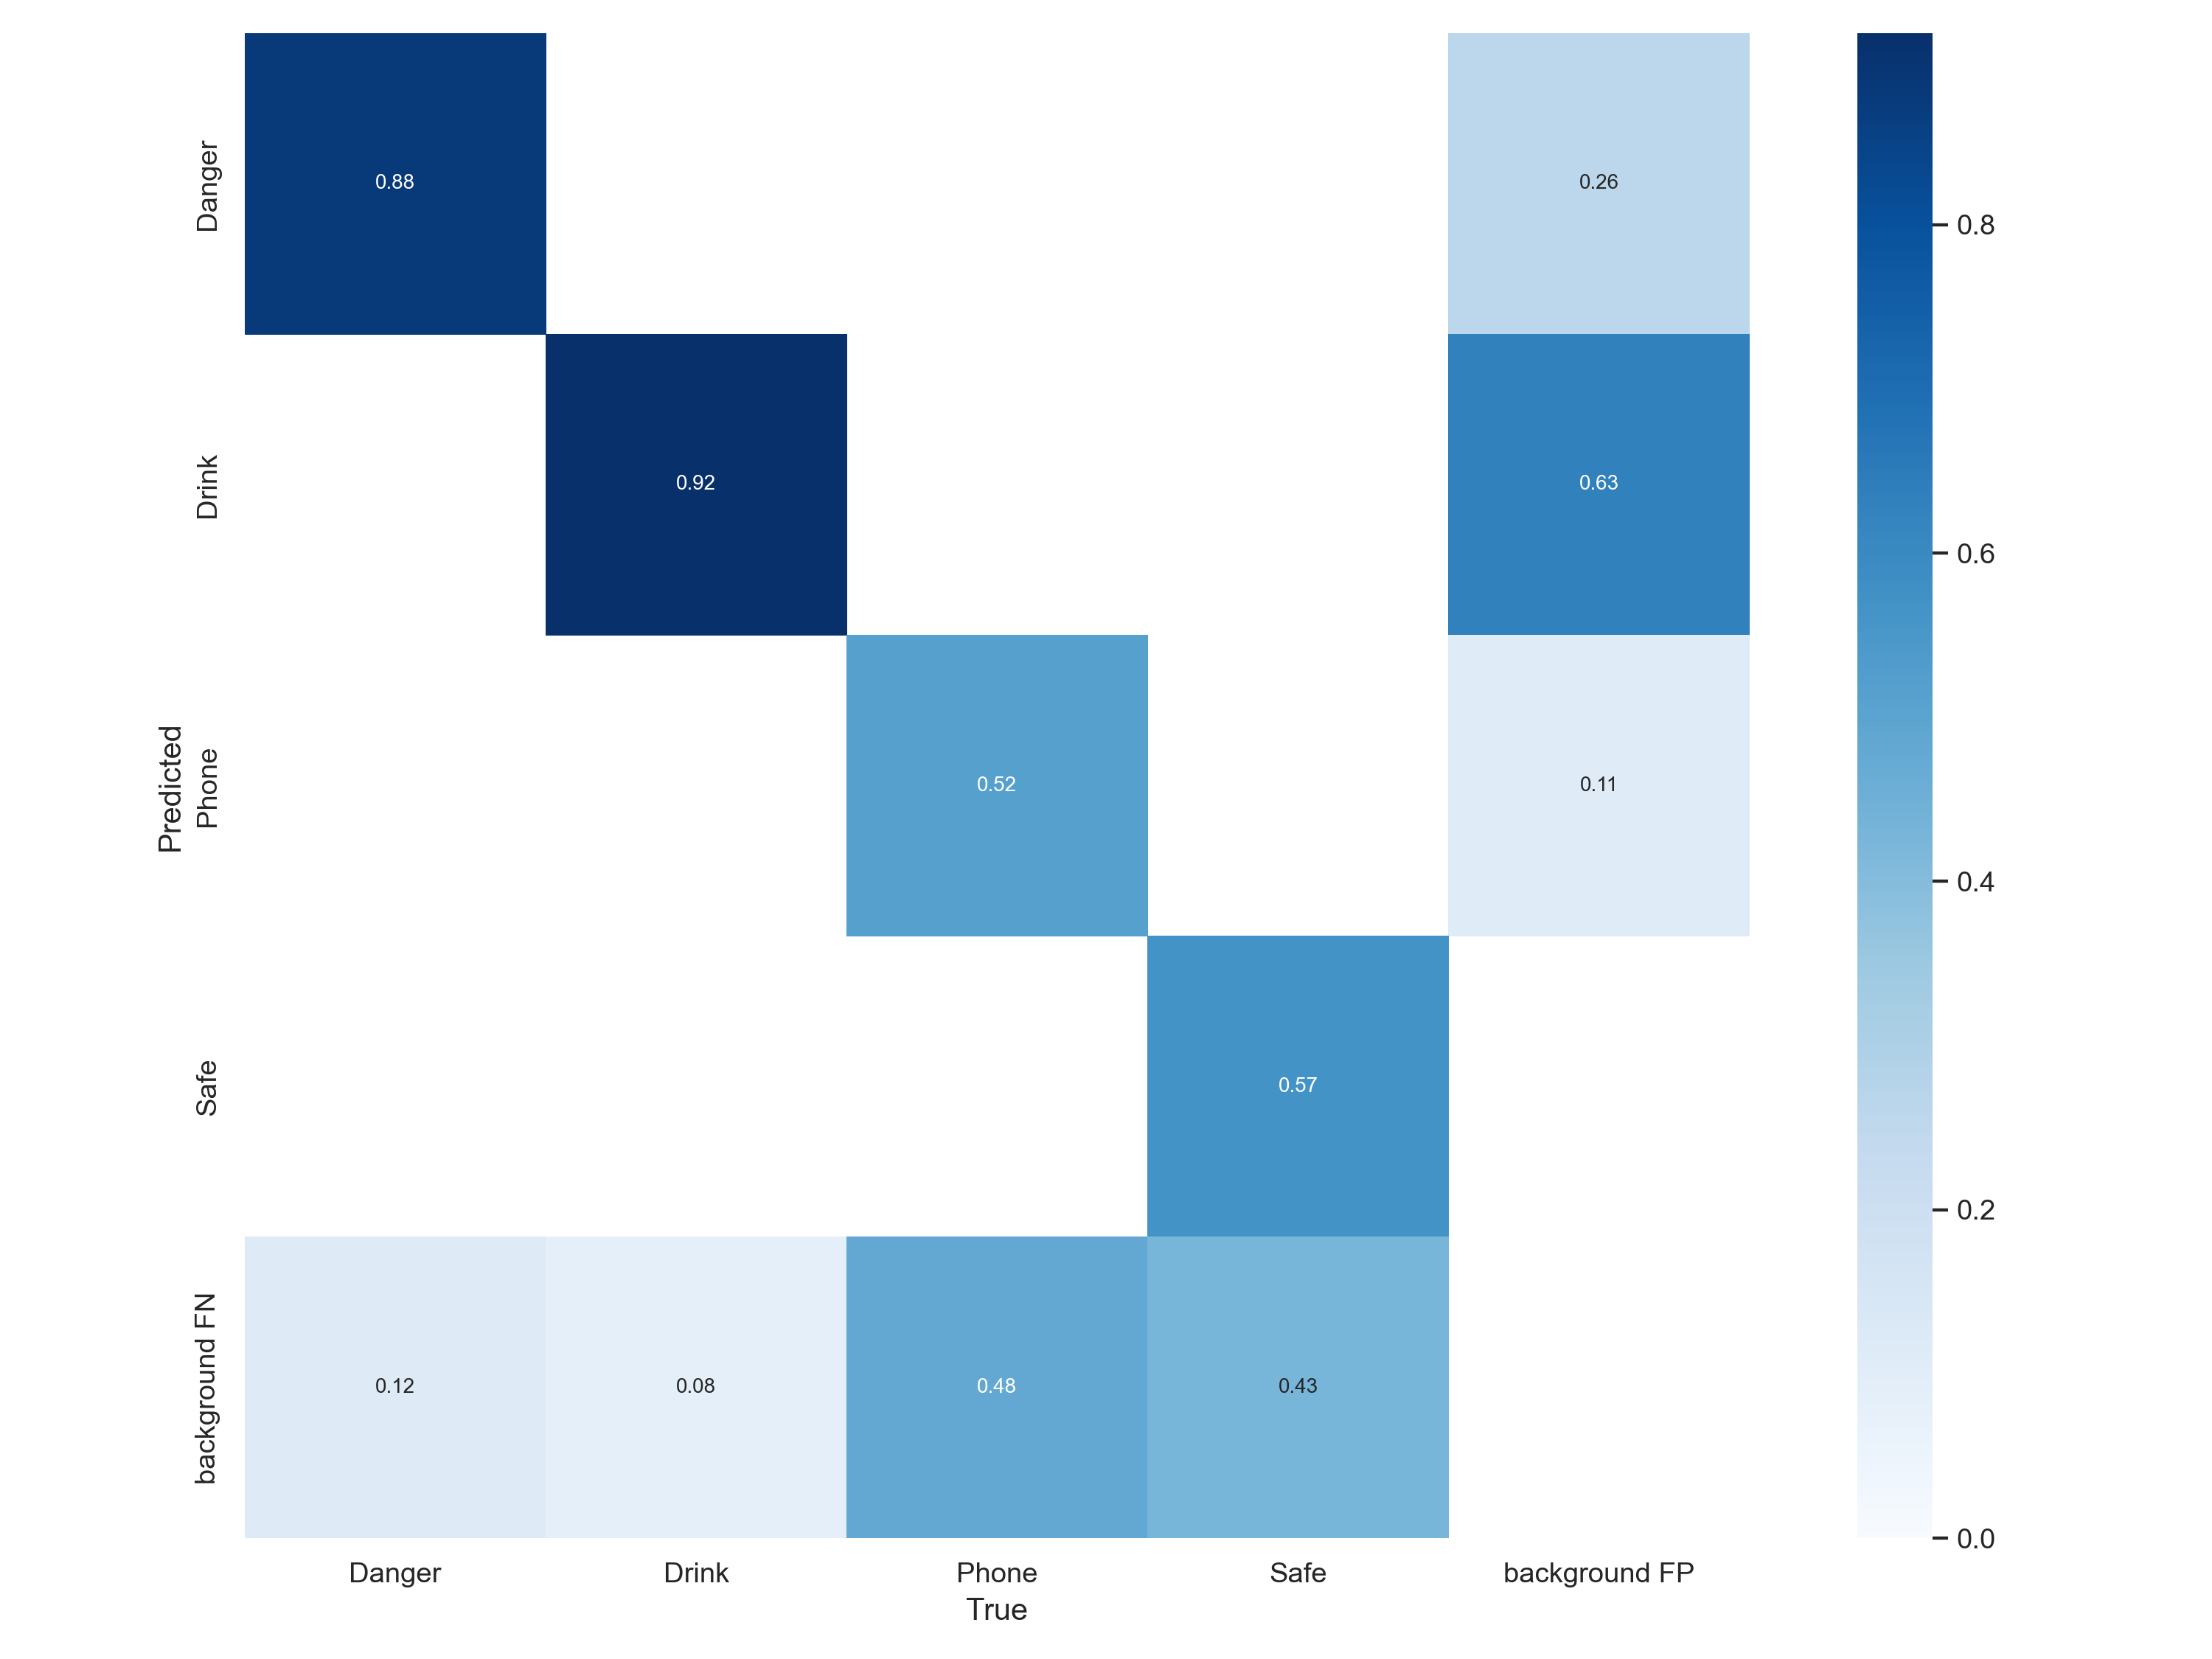 Predicted
Danger
0.88
0.26
Drink
0.92
0.63
Phone
0.52
0.11
Safe
0.57
background FN
0.12
0.08
0.48
0.43
Danger
Drink
Phone
Safe
background FP
True
0.8
0.6
0.4
0.2
0.0